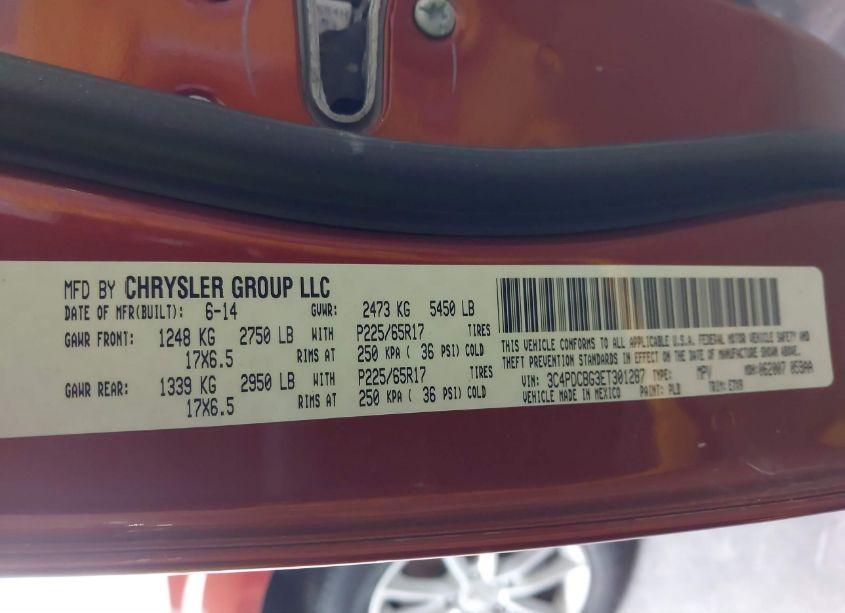 MFD BY CHRYSLER GROUP LLC
DATE OF MFR(BUILT): 6-14 GVWR: 2473 KG 5450 LB
GAWR FRONT: 1248 KG 2750 LB WITH P225/65R17 TIRES
17X6.5 RIMS AT 250 KPA ( 36 PSI) COLD
GAWR REAR: 1339 KG 2950 LB WITH P225/65R17 TIRES
17X6.5 RIMS AT 250 KPA ( 36 PSI) COLD
THIS VEHICLE CONFORMS TO ALL APPLICABLE U.S.A. FEDERAL MOTOR VEHICLE SAFETY AND
THEFT PREVENTION STANDARDS IN EFFECT ON THE DATE OF MANUFACTURE SHOWN ABOVE.
VIN: 3C4PDCBG3ET301287 TYPE: MPV MDH: 062007 059AA
VEHICLE MADE IN MEXICO PAINT: TRIM: